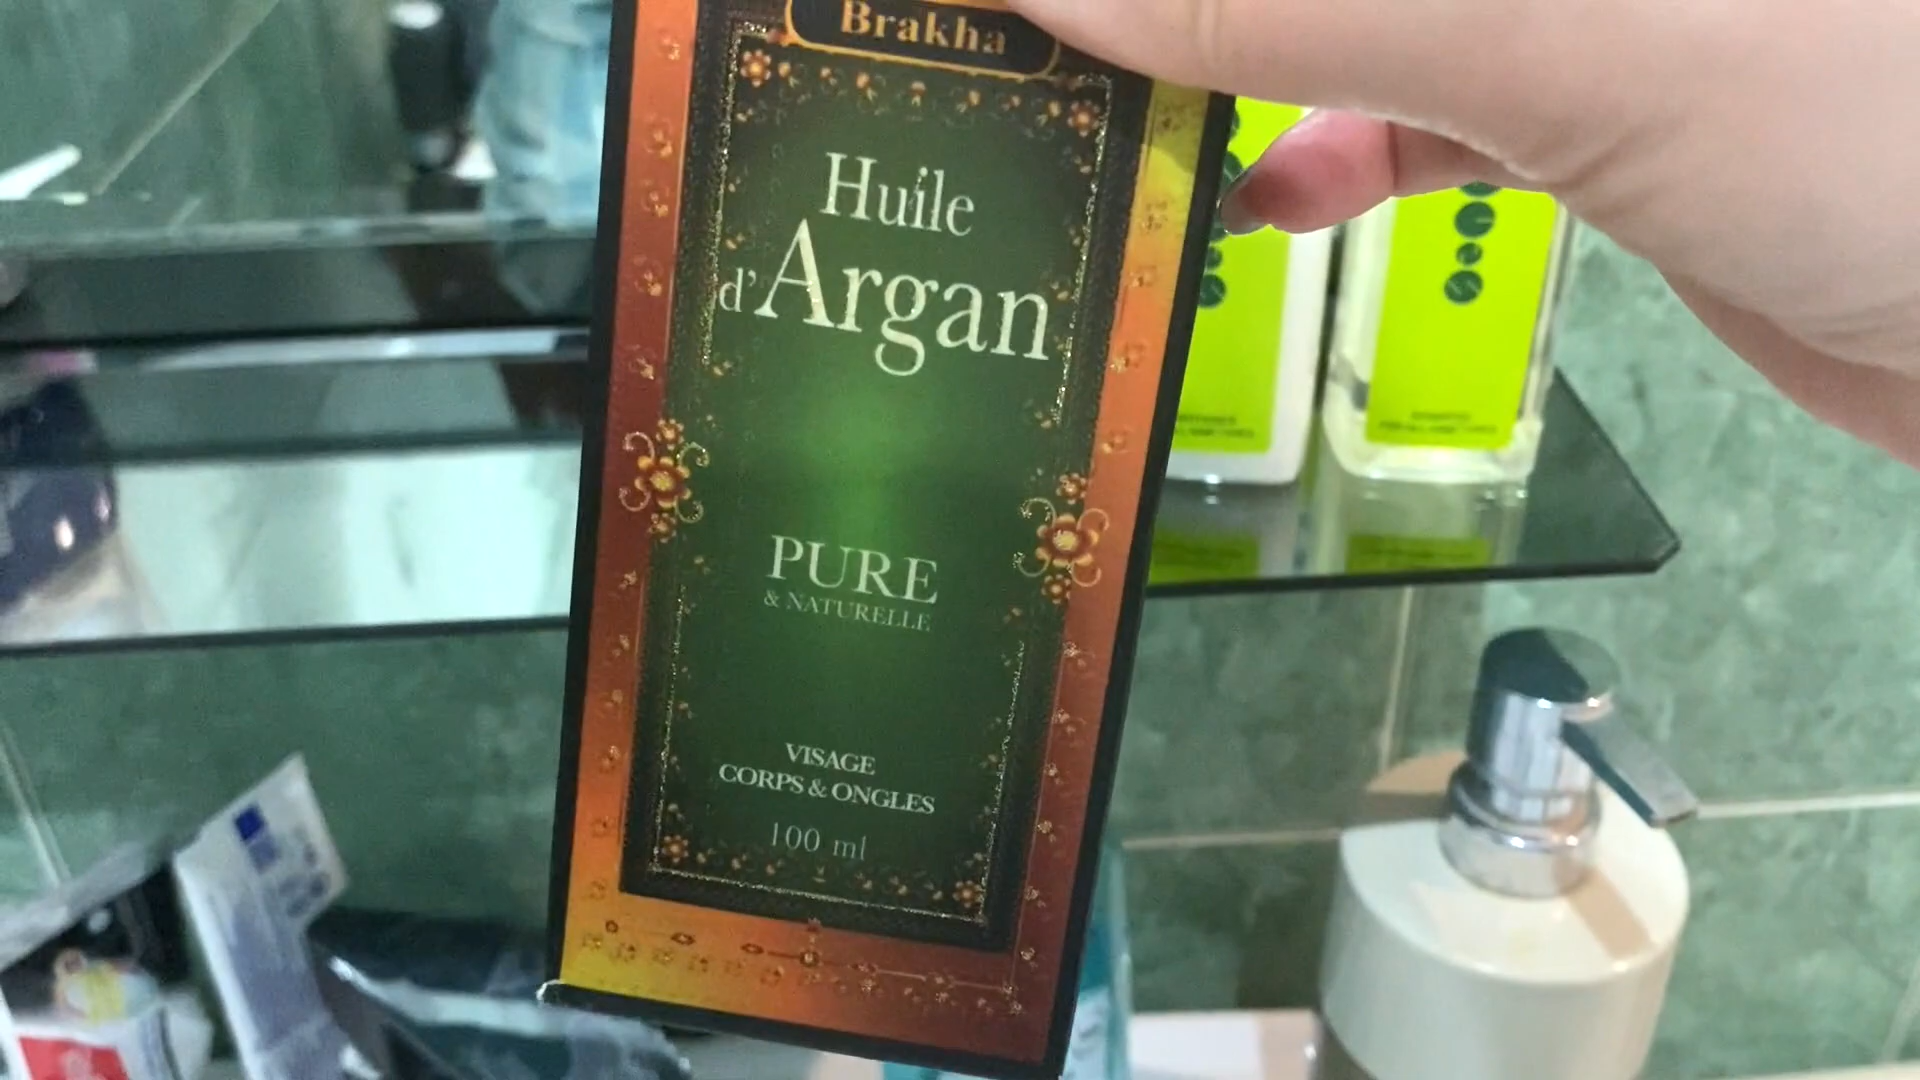 Brakha
Huile
d'Argan
PURE
& NATURELLE
VISAGE
CORPS & ONGLES
100 ml